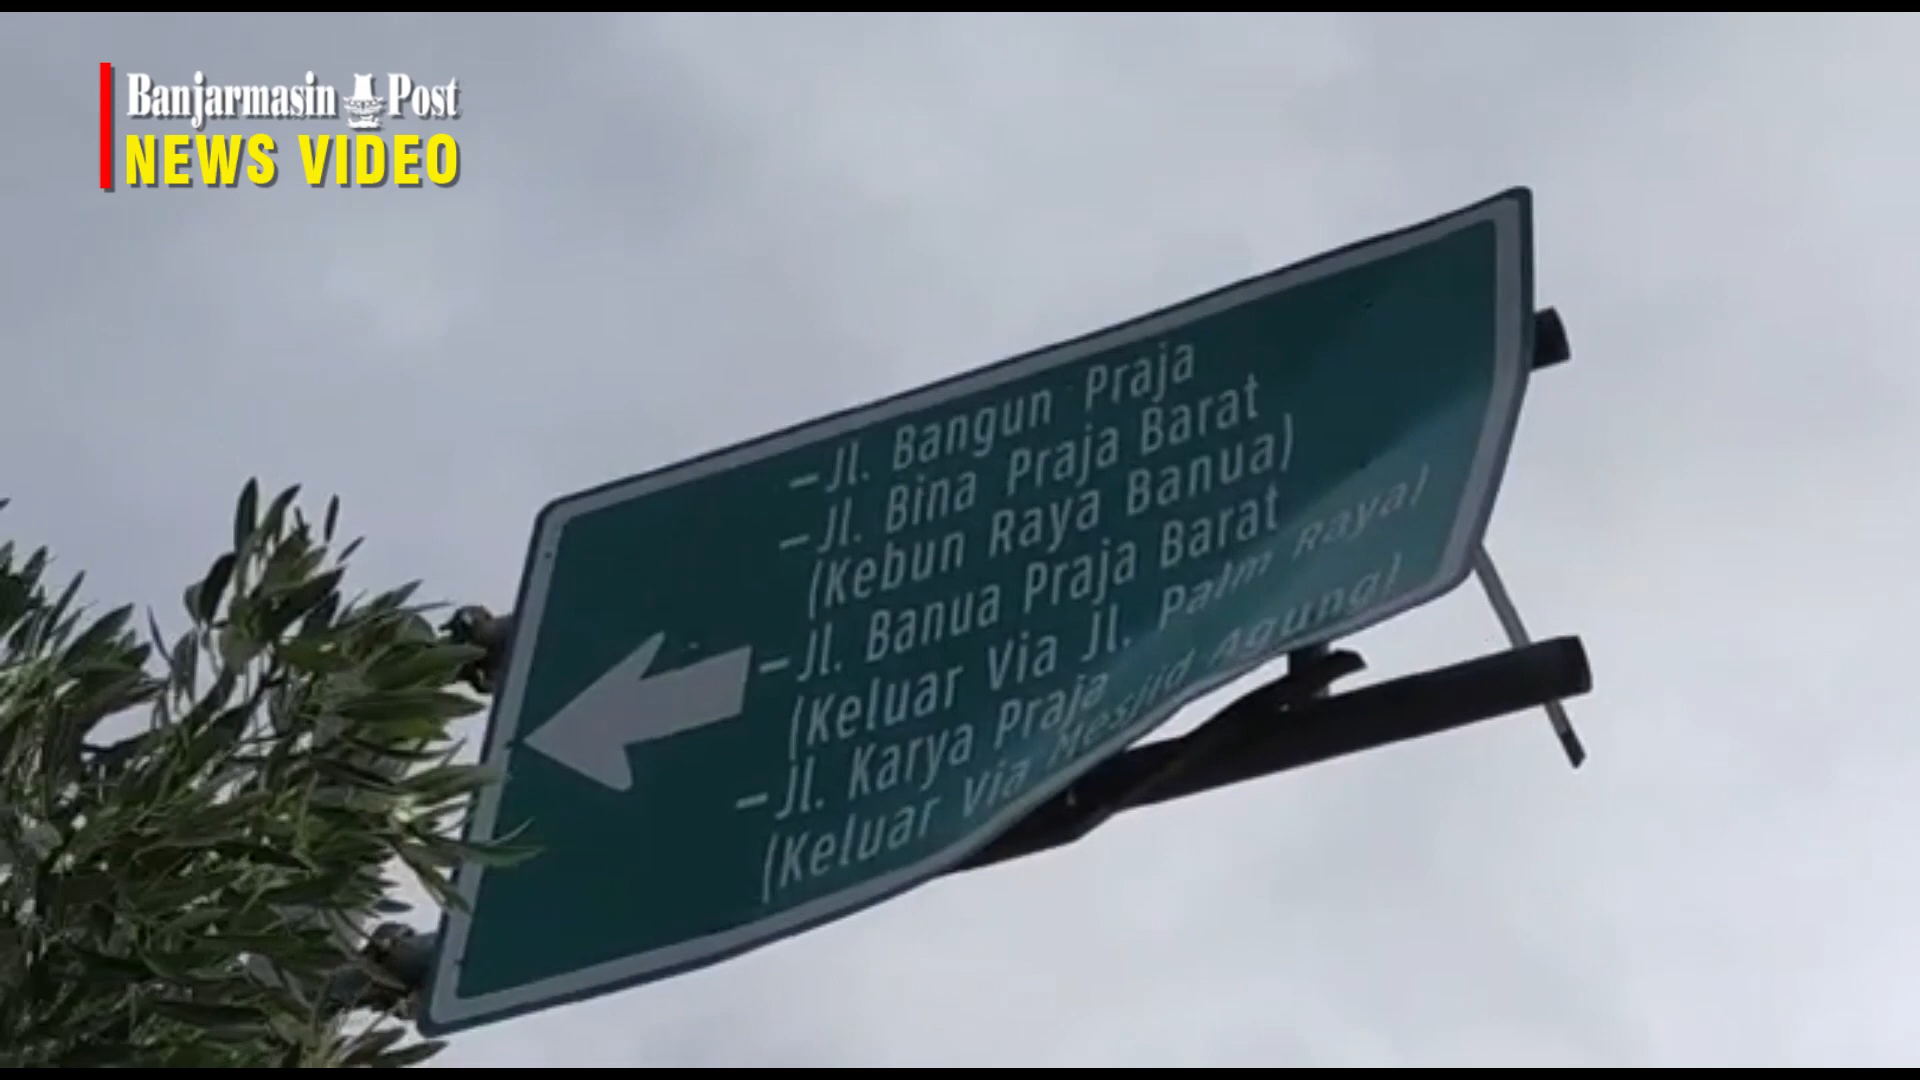 Banjarmasin Post
NEWS VIDEO
-Jl. Bangun Praja
-Jl. Bina Praja Barat
(Kebun Raya Banua)
-Jl. Banua Praja Barat
(Keluar Via Jl. Palm Raya)
-Jl. Karya Praja
(Keluar Via Mesjid Agung)